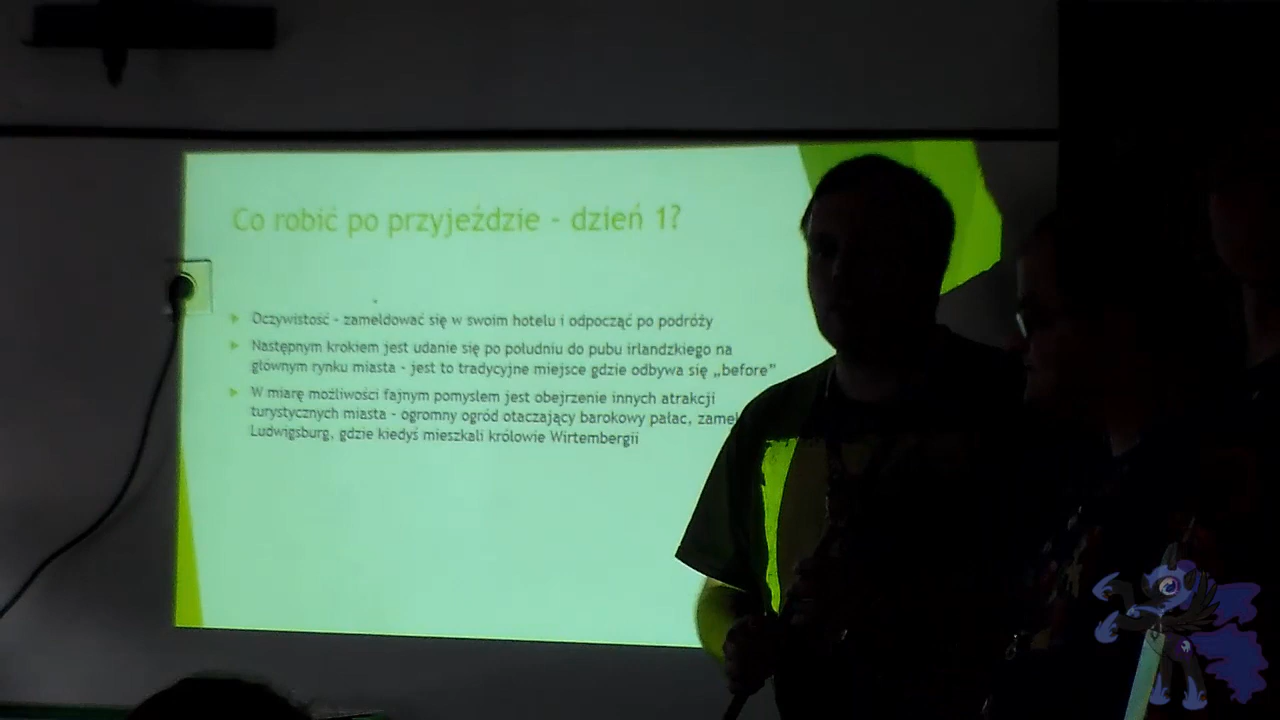 Co robić po przyjeździe - dzień 1?
Oczywistość - zameldować się w swoim hotelu i odpocząć po podróży
Następnym krokiem jest udanie się po południu do pubu irlandzkiego na
głównym rynku miasta - jest to tradycyjne miejsce gdzie odbywa się „before"
W miarę możliwości fajnym pomysłem jest obejrzenie innych atrakcji
turystycznych miasta - ogromny ogród otaczający barokowy pałac, zamek
Ludwigsburg, gdzie kiedyś mieszkali królowie Wirtembergii